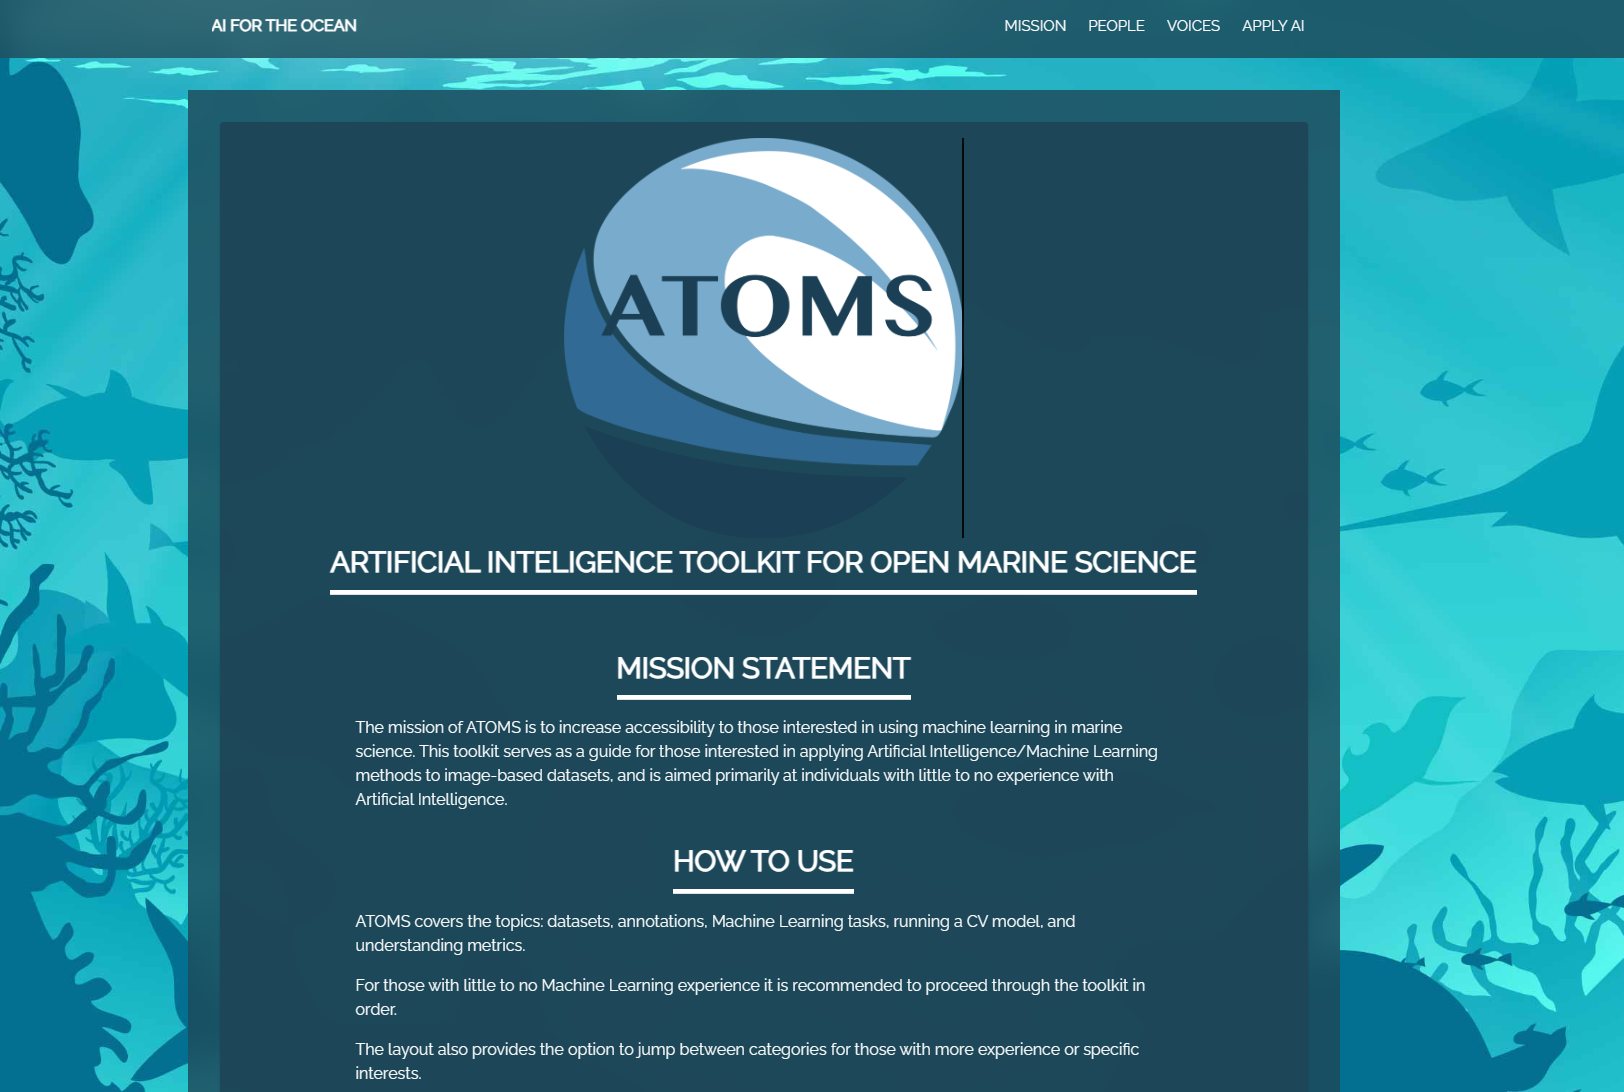 AI FOR THE OCEAN
MISSION PEOPLE VOICES APPLY AI
ATOMS
ARTIFICIAL INTELIGENCE TOOLKIT FOR OPEN MARINE SCIENCE
MISSION STATEMENT
The mission of ATOMS is to increase accessibility to those interested in using machine learning in marine
science. This toolkit serves as a guide for those interested in applying Artificial Intelligence/Machine Learning
methods to image-based datasets, and is aimed primarily at individuals with little to no experience with
Artificial Intelligence.
HOW TO USE
ATOMS covers the topics: datasets, annotations, Machine Learning tasks, running a CV model, and
understanding metrics.
For those with little to no Machine Learning experience it is recommended to proceed through the toolkit in
order.
The layout also provides the option to jump between categories for those with more experience or specific
interests.